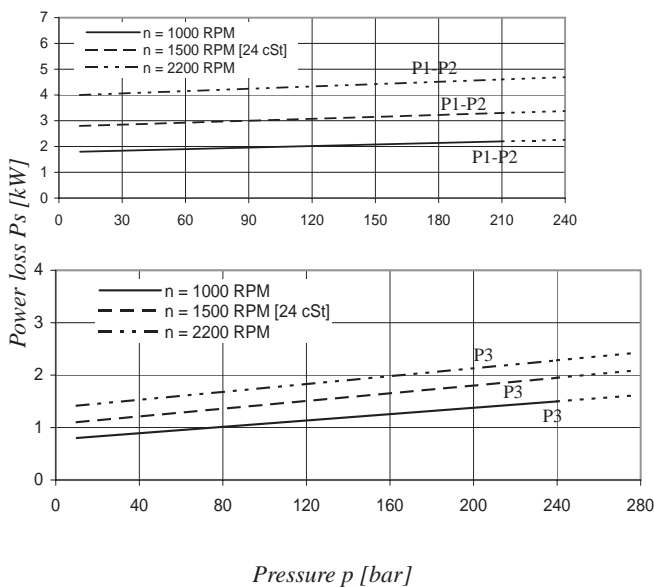 7
6
5
4
3
2
1
0
n = 1000 RPM
n = 1500 RPM [24 cSt]
n = 2200 RPM
P1-P2
P1-P2
P1-P2
0 30 60 90 120 150 180 210 240
Power loss Ps [kW]
4
3
2
1
0
n = 1000 RPM
n = 1500 RPM [24 cSt]
n = 2200 RPM
P3
P3
P3
0 40 80 120 160 200 240 280
Pressure p [bar]